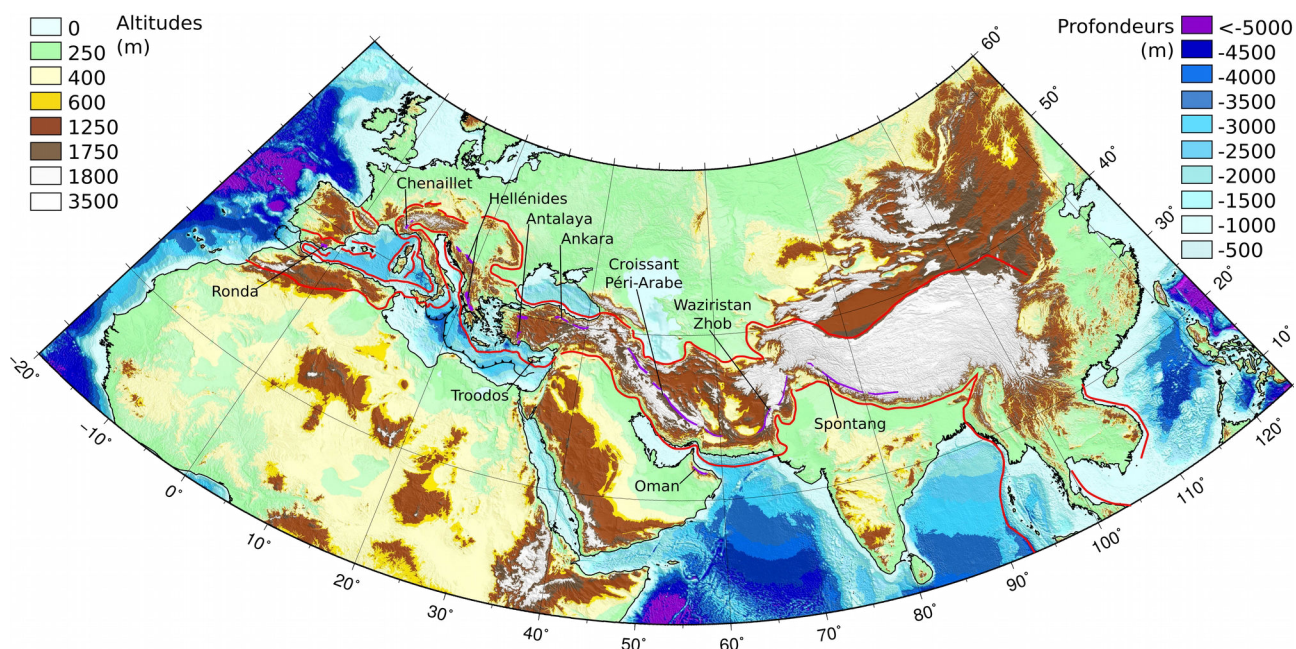 Altitudes
(m)
0
250
400
600
1250
1750
1800
3500
Profondeurs
(m)
<-5000
-4500
-4000
-3500
-3000
-2500
-2000
-1500
-1000
-500
Chenaillet
Hellénides
Antalaya
Ankara
Croissant
Péri-Arabe
Waziristan
Zhob
Ronda
Troodos
Oman
Spontang
60°
50°
40°
30°
20°
10°
-20°
-10°
0°
10°
20°
30°
40°
50°
60°
70°
80°
90°
100°
110°
120°